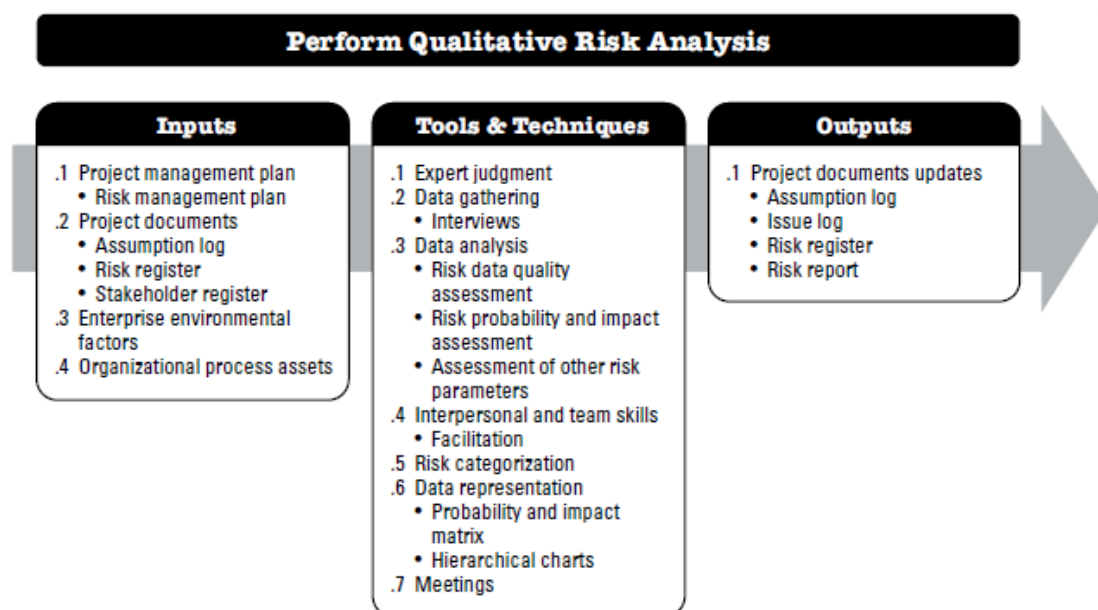 Perform Qualitative Risk Analysis
Inputs
.1 Project management plan
• Risk management plan
.2 Project documents
• Assumption log
• Risk register
• Stakeholder register
.3 Enterprise environmental
factors
.4 Organizational process assets
Tools & Techniques
.1 Expert judgment
.2 Data gathering
• Interviews
.3 Data analysis
• Risk data quality
assessment
• Risk probability and impact
assessment
• Assessment of other risk
parameters
.4 Interpersonal and team skills
• Facilitation
.5 Risk categorization
.6 Data representation
• Probability and impact
matrix
• Hierarchical charts
.7 Meetings
Outputs
.1 Project documents updates
• Assumption log
• Issue log
• Risk register
• Risk report